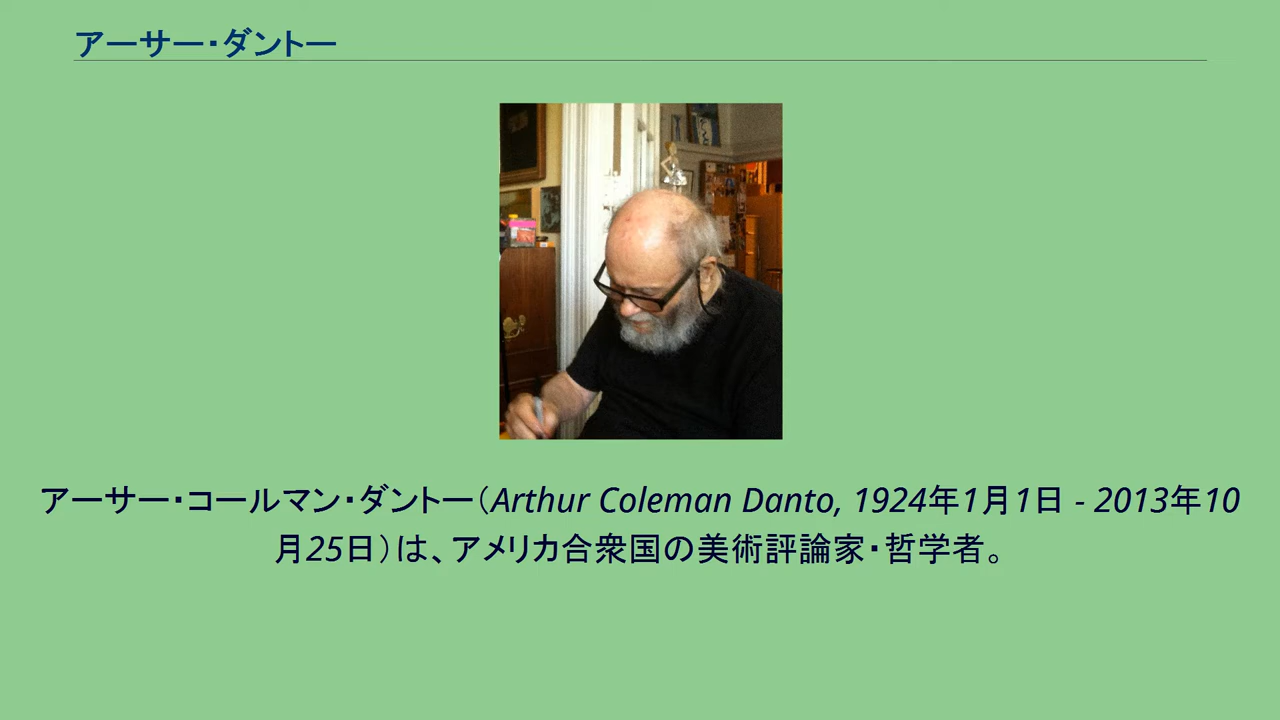 アーサー・ダントー
アーサー・コールマン・ダントー（Arthur Coleman Danto, 1924年1月1日 - 2013年10
月25日）は、アメリカ合衆国の美術評論家・哲学者。